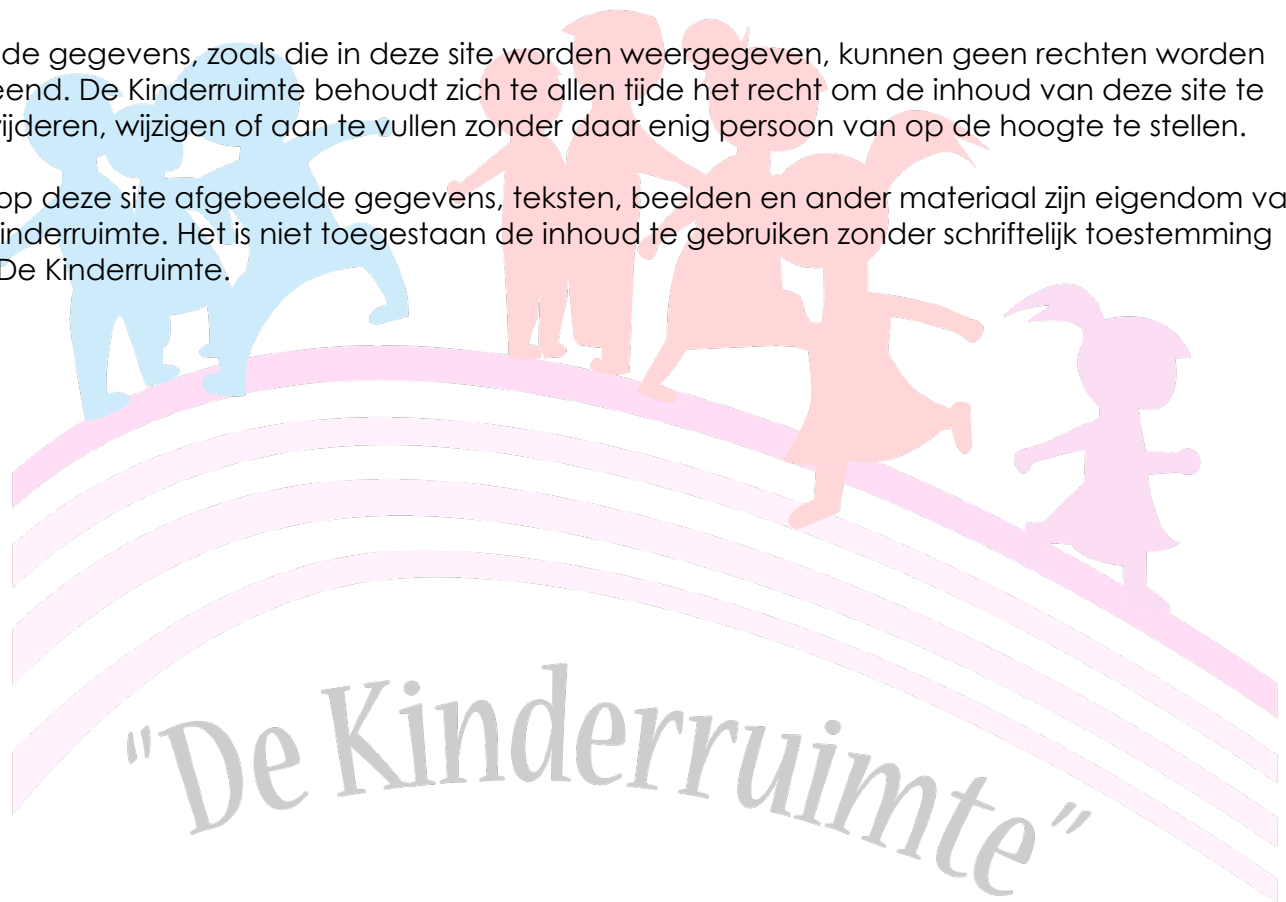 de gegevens, zoals die in deze site worden weergegeven, kunnen geen rechten worden
eend. De Kinderruimte behoudt zich te allen tijde het recht om de inhoud van deze site te
ijderen, wijzigen of aan te vullen zonder daar enig persoon van op de hoogte te stellen.
op deze site afgebeelde gegevens, teksten, beelden en ander materiaal zijn eigendom va
inderruimte. Het is niet toegestaan de inhoud te gebruiken zonder schriftelijk toestemming
De Kinderruimte.
"De Kinderruimte"